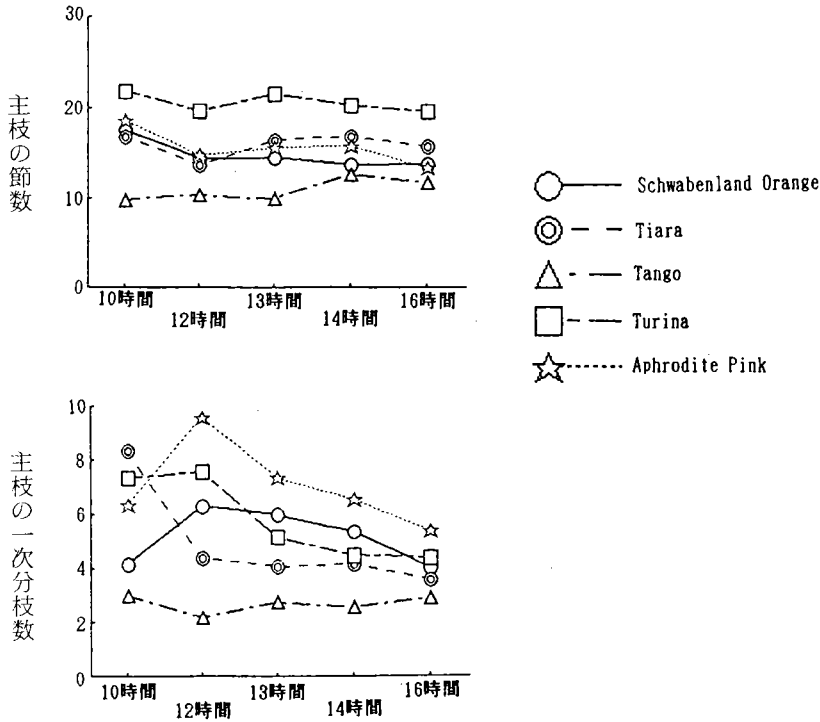 主枝の節数
30
20
10
0
10時間
12時間
13時間
14時間
16時間
Schwabenland Orange
Tiara
Tango
Turina
Aphrodite Pink
主枝の一次分枝数
10
8
6
4
2
0
10時間
12時間
13時間
14時間
16時間